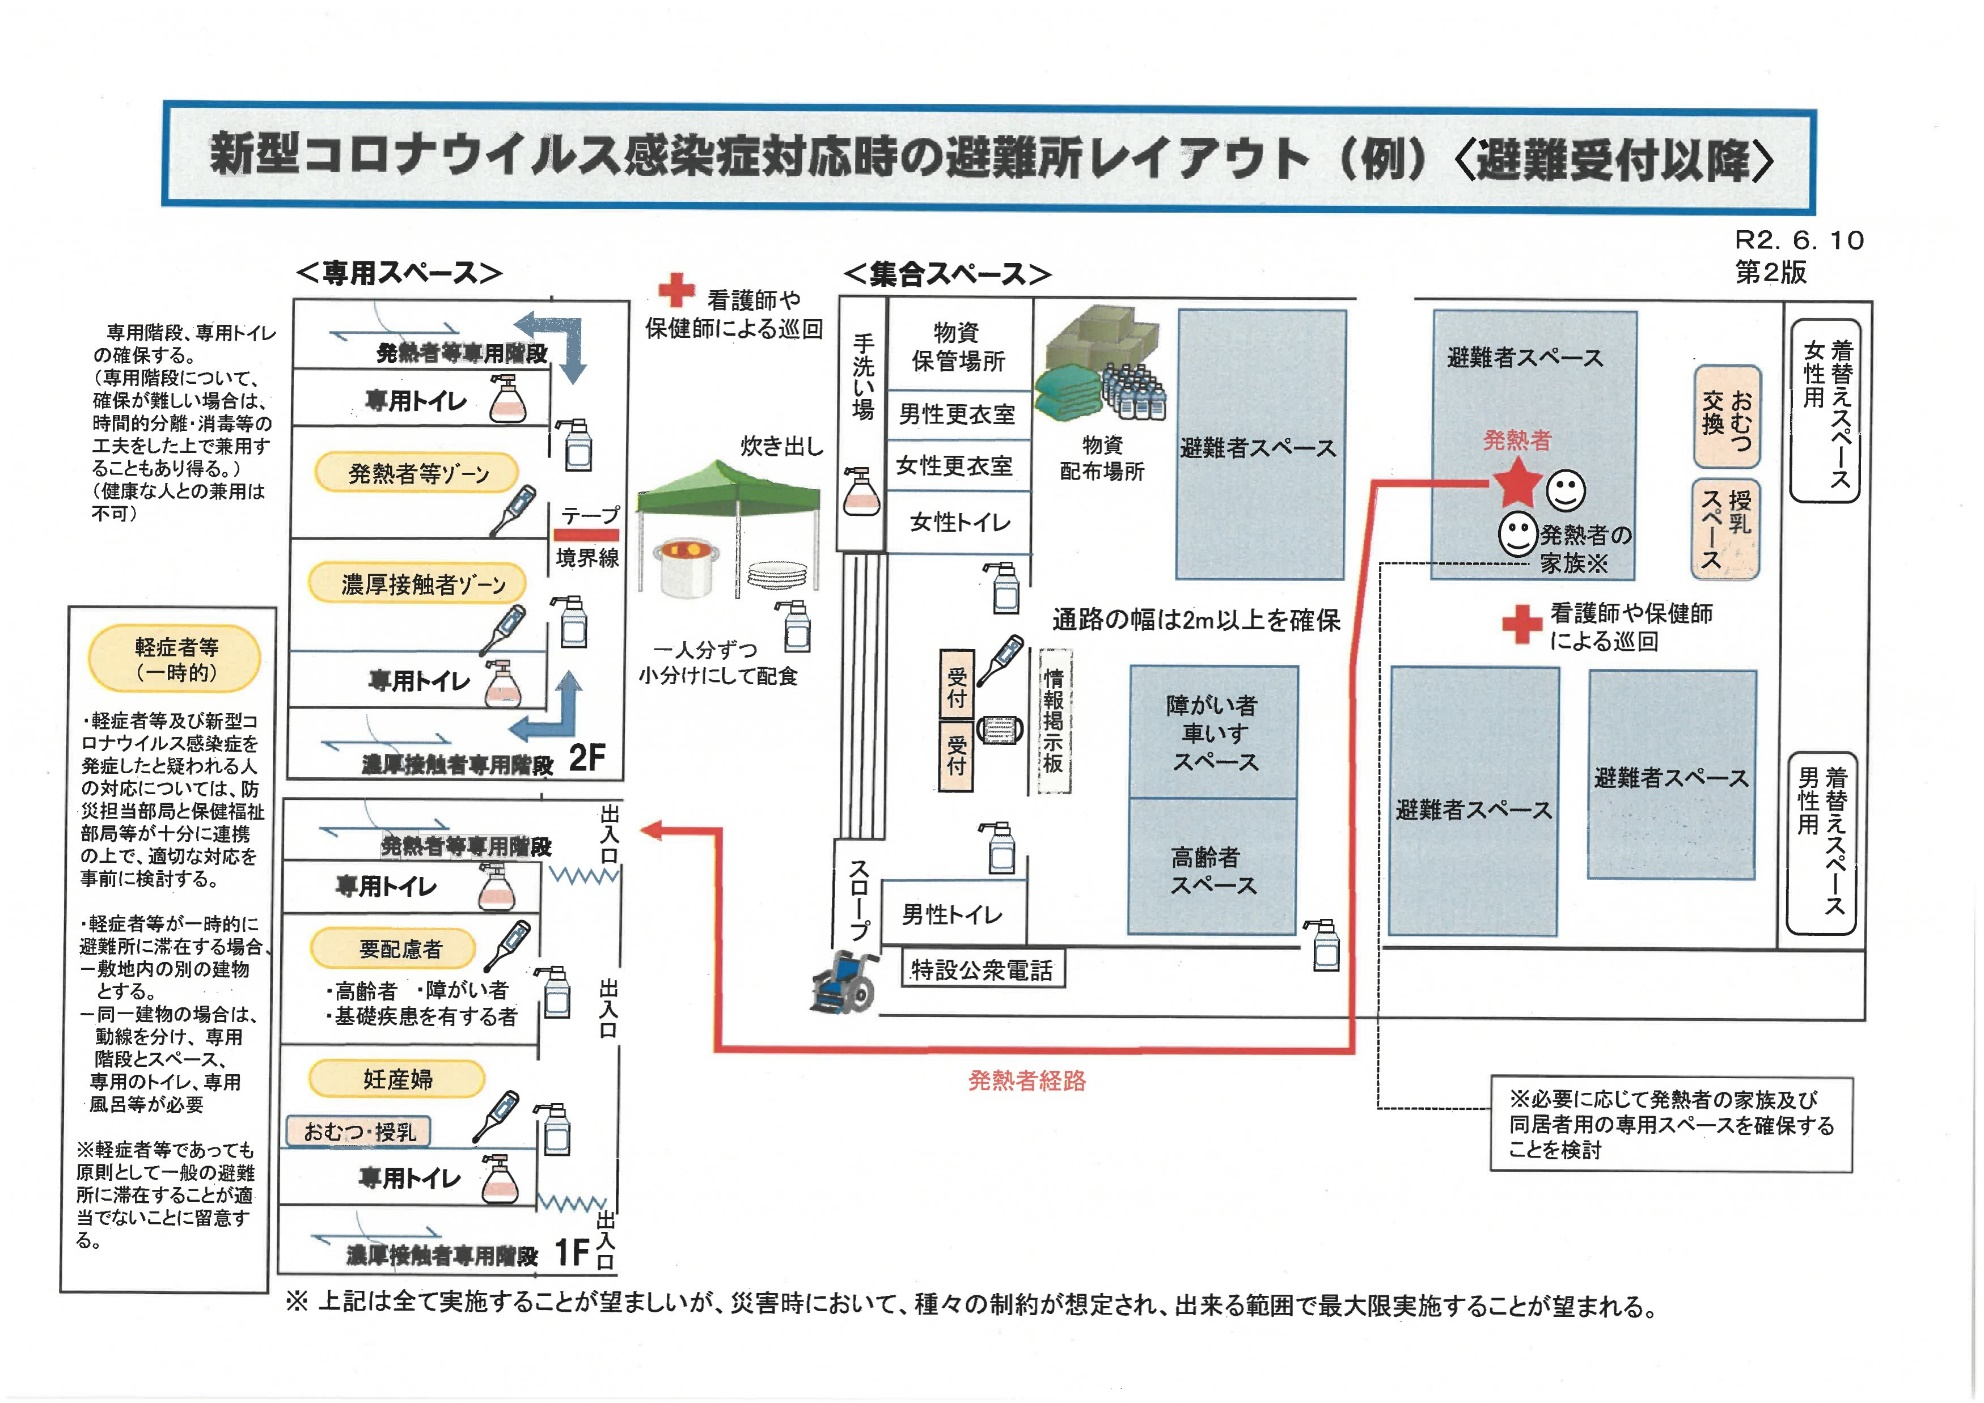 新型コロナウイルス感染症対応時の避難所レイアウト（例）〈避難受付以降〉
R2. 6. 10
第2版
＜専用スペース＞
専用階段、専用トイレ
の確保する。
（専用階段について、
確保が難しい場合は、
時間的分離・消毒等の
工夫をした上で兼用す
ることもあり得る。）
（健康な人との兼用は
不可）
発熱者等専用階段
専用トイレ
発熱者等ゾーン
テープ
境界線
濃厚接触者ゾーン
専用トイレ
濃厚接触者専用階段
2F
軽症者等
（一時的）
・軽症者等及び新型コ
ロナウイルス感染症を
発症したと疑われる人
の対応については、防
災担当部局と保健福祉
部局等が十分に連携
の上で、適切な対応を
事前に検討する。
・軽症者等が一時的に
避難所に滞在する場合、
－敷地内の別の建物
とする。
－同一建物の場合は、
動線を分け、専用
階段とスペース、
専用のトイレ、専用
風呂等が必要
※軽症者等であっても
原則として一般の避難
所に滞在することが適
当でないことに留意す
る。
発熱者等専用階段
出入口
専用トイレ
要配慮者
・高齢者　・障がい者
・基礎疾患を有する者
出入口
妊産婦
おむつ・授乳
専用トイレ
濃厚接触者専用階段
1F
出入口
看護師や
保健師による巡回
炊き出し
一人分ずつ
小分けにして配食
＜集合スペース＞
手洗い場
物資
保管場所
男性更衣室
女性更衣室
女性トイレ
物資
配布場所
避難者スペース
避難者スペース
発熱者
発熱者の
家族※
おむつ
交換
授乳
スペース
着替えスペース
女性用
通路の幅は2m以上を確保
看護師や保健師
による巡回
受付
受付
情報掲示板
障がい者
車いす
スペース
高齢者
スペース
避難者スペース
避難者スペース
着替えスペース
男性用
スロープ
男性トイレ
特設公衆電話
発熱者経路
※必要に応じて発熱者の家族及び
同居者用の専用スペースを確保する
ことを検討
※ 上記は全て実施することが望ましいが、災害時において、種々の制約が想定され、出来る範囲で最大限実施することが望まれる。